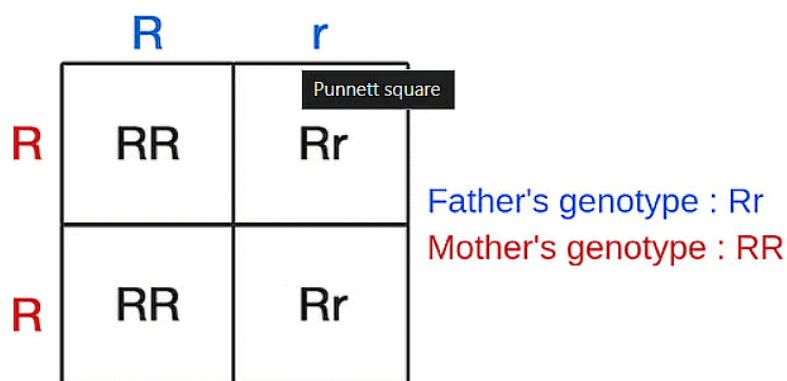 R r
Punnett square
R RR Rr
Father's genotype : Rr
Mother's genotype : RR
R RR Rr